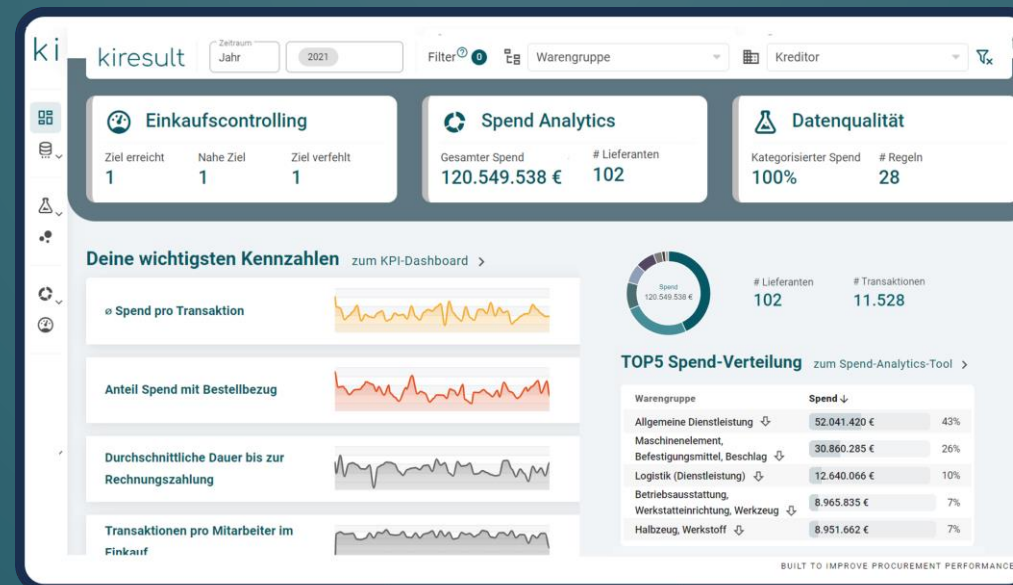 ki
kiresult
Zeitraum
Jahr
2021
Filter? 0
Warengruppe
Kreditor
Einkaufscontrolling
Ziel erreicht Nahe Ziel Ziel verfehlt
1 1 1
Spend Analytics
Gesamter Spend # Lieferanten
120.549.538 € 102
Datenqualität
Kategorisierter Spend # Regeln
100% 28
Deine wichtigsten Kennzahlen zum KPI-Dashboard >
ø Spend pro Transaktion
Anteil Spend mit Bestellbezug
Durchschnittliche Dauer bis zur
Rechnungszahlung
Transaktionen pro Mitarbeiter im
Einkauf
Spend
120.549.538 €
# Lieferanten # Transaktionen
102 11.528
TOP5 Spend-Verteilung zum Spend-Analytics-Tool >
Warengruppe Spend
Allgemeine Dienstleistung 52.041.420 € 43%
Maschinenelement,
Befestigungsmittel, Beschlag 30.860.285 € 26%
Logistik (Dienstleistung) 12.640.066 € 10%
Betriebsausstattung,
Werkstatteinrichtung, Werkzeug 8.965.835 € 7%
Halbzeug, Werkstoff 8.951.662 € 7%
BUILT TO IMPROVE PROCUREMENT PERFORMANCE